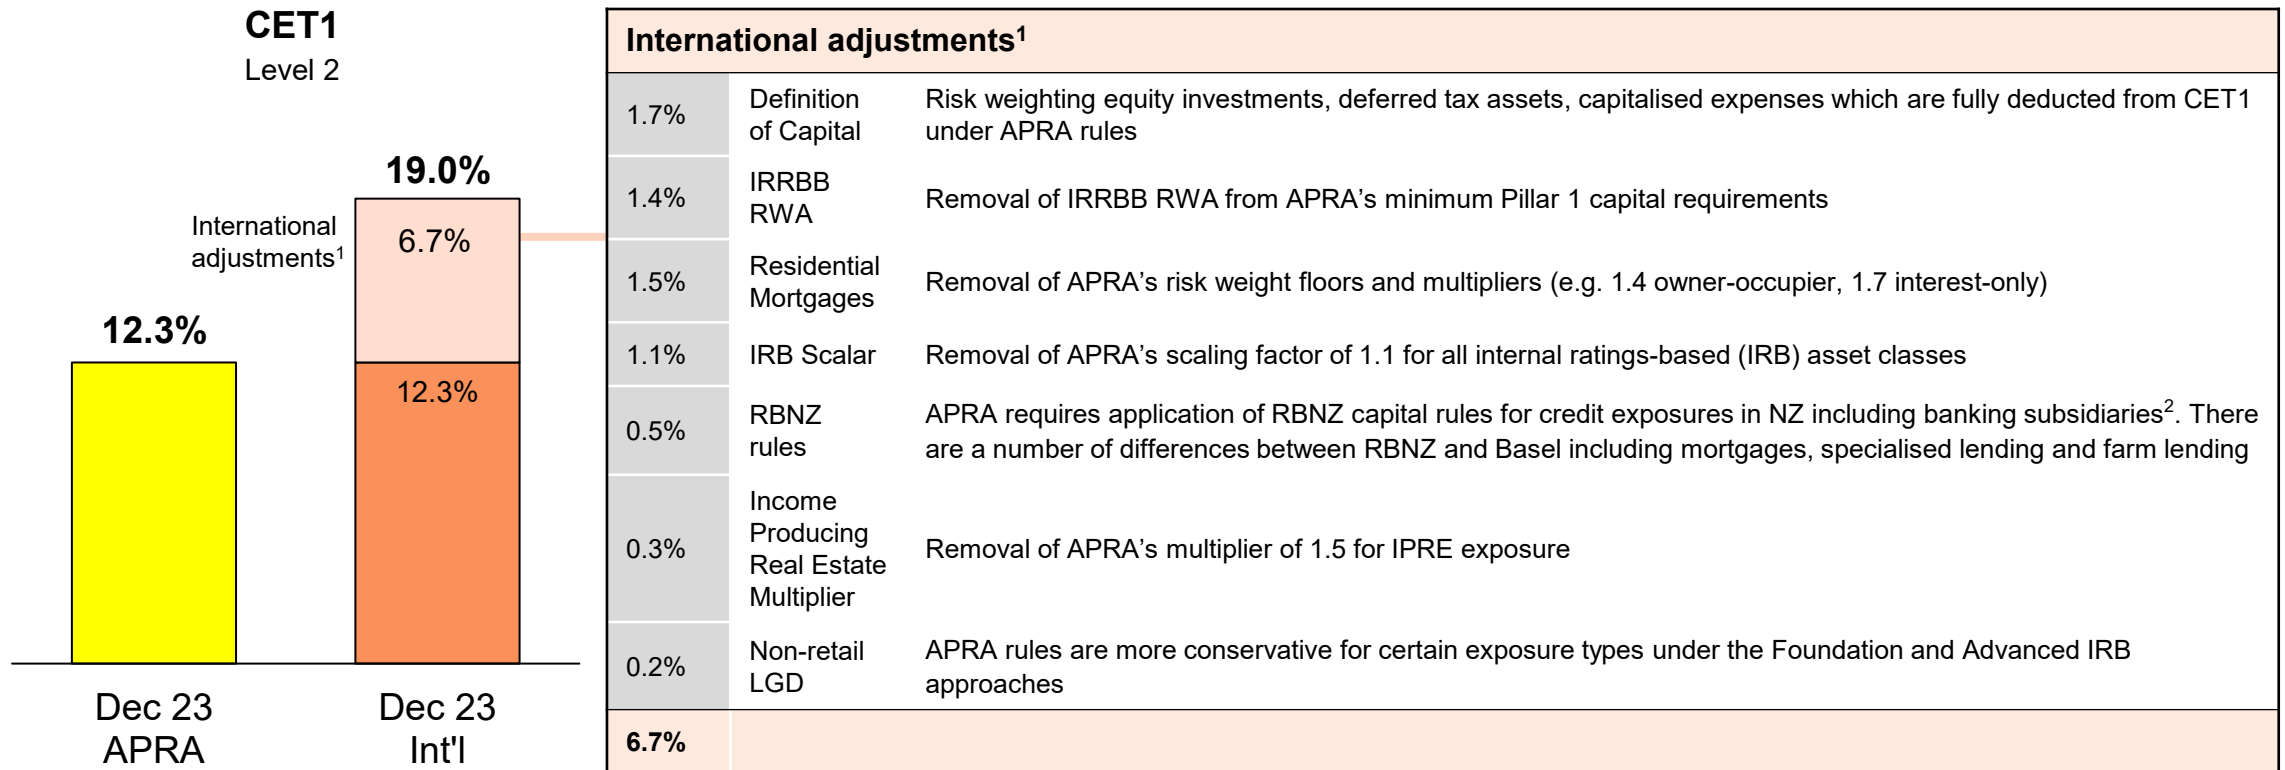 CET1
Level 2
12.3%
19.0%
International
adjustments¹
6.7%
12.3%
Dec 23
APRA
Dec 23
Int'l
International adjustments¹
1.7%
Definition
of Capital
Risk weighting equity investments, deferred tax assets, capitalised expenses which are fully deducted from CET1
under APRA rules
1.4%
IRRBB
RWA
Removal of IRRBB RWA from APRA’s minimum Pillar 1 capital requirements
1.5%
Residential
Mortgages
Removal of APRA’s risk weight floors and multipliers (e.g. 1.4 owner-occupier, 1.7 interest-only)
1.1%
IRB Scalar
Removal of APRA’s scaling factor of 1.1 for all internal ratings-based (IRB) asset classes
0.5%
RBNZ
rules
APRA requires application of RBNZ capital rules for credit exposures in NZ including banking subsidiaries². There
are a number of differences between RBNZ and Basel including mortgages, specialised lending and farm lending
0.3%
Income
Producing
Real Estate
Multiplier
Removal of APRA’s multiplier of 1.5 for IPRE exposure
0.2%
Non-retail
LGD
APRA rules are more conservative for certain exposure types under the Foundation and Advanced IRB
approaches
6.7%